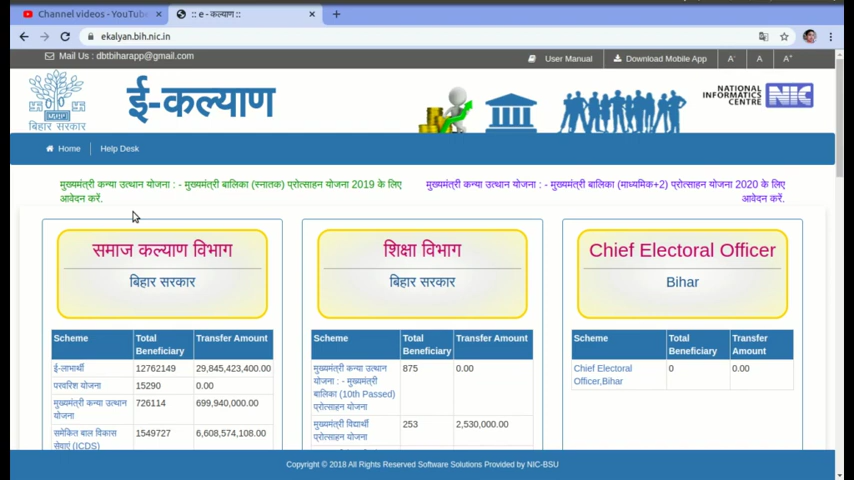 Channel videos - YouTube
:: e - कल्याण ::
ekalyan.bih.nic.in
Mail Us : dbtbiharapp@gmail.com
User Manual
Download Mobile App
A-
A
A+
बिहार सरकार
ई-कल्याण
NATIONAL
INFORMATICS
CENTRE
NIC
Home
Help Desk
मुख्यमंत्री कन्या उत्थान योजना : - मुख्यमंत्री बालिका (स्नातक) प्रोत्साहन योजना 2019 के लिए
आवेदन करें.
मुख्यमंत्री कन्या उत्थान योजना : - मुख्यमंत्री बालिका (माध्यमिक+2) प्रोत्साहन योजना 2020 के लिए
आवेदन करें.
समाज कल्याण विभाग
बिहार सरकार
Scheme Total Beneficiary Transfer Amount
ई-लाभार्थी 12762149 29,845,423,400.00
परवरिश योजना 15290 0.00
मुख्यमंत्री कन्या उत्थान 726114 699,940,000.00
योजना
समेकित बाल विकास 1549727 6,608,574,108.00
सेवाएं (ICDS)
शिक्षा विभाग
बिहार सरकार
Scheme Total Beneficiary Transfer Amount
मुख्यमंत्री कन्या उत्थान 875 0.00
योजना : - मुख्यमंत्री
बालिका (10th Passed)
प्रोत्साहन योजना
मुख्यमंत्री विद्यार्थी 253 2,530,000.00
प्रोत्साहन योजना
Chief Electoral Officer
Bihar
Scheme Total Beneficiary Transfer Amount
Chief Electoral 0 0.00
Officer,Bihar
Copyright © 2018 All Rights Reserved Software Solutions Provided by NIC-BSU